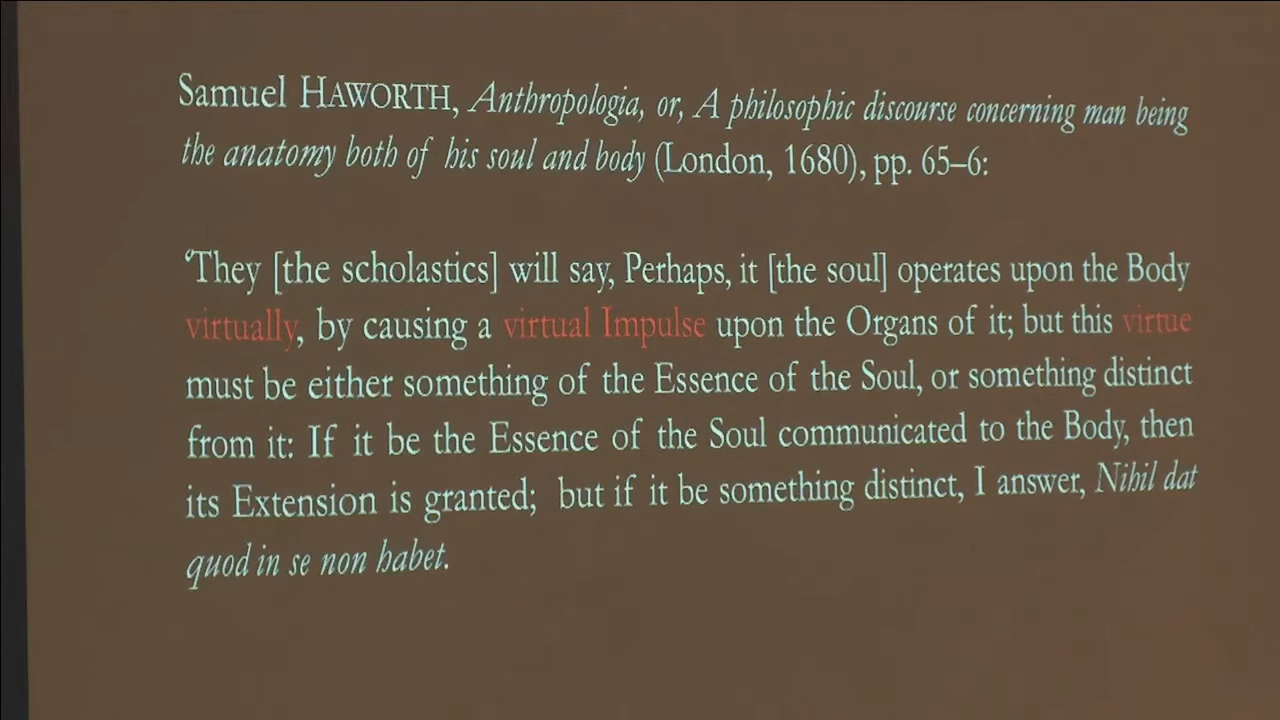 Samuel HAWORTH, Anthropologia, or, A philosophic discourse concerning man being
the anatomy both of his soul and body (London, 1680), pp. 65–6:
‘They [the scholastics] will say, Perhaps, it [the soul] operates upon the Body
virtually, by causing a virtual Impulse upon the Organs of it; but this virtue
must be either something of the Essence of the Soul, or something distinct
from it: If it be the Essence of the Soul communicated to the Body, then
its Extension is granted; but if it be something distinct, I answer, Nihil dat
quod in se non habet.